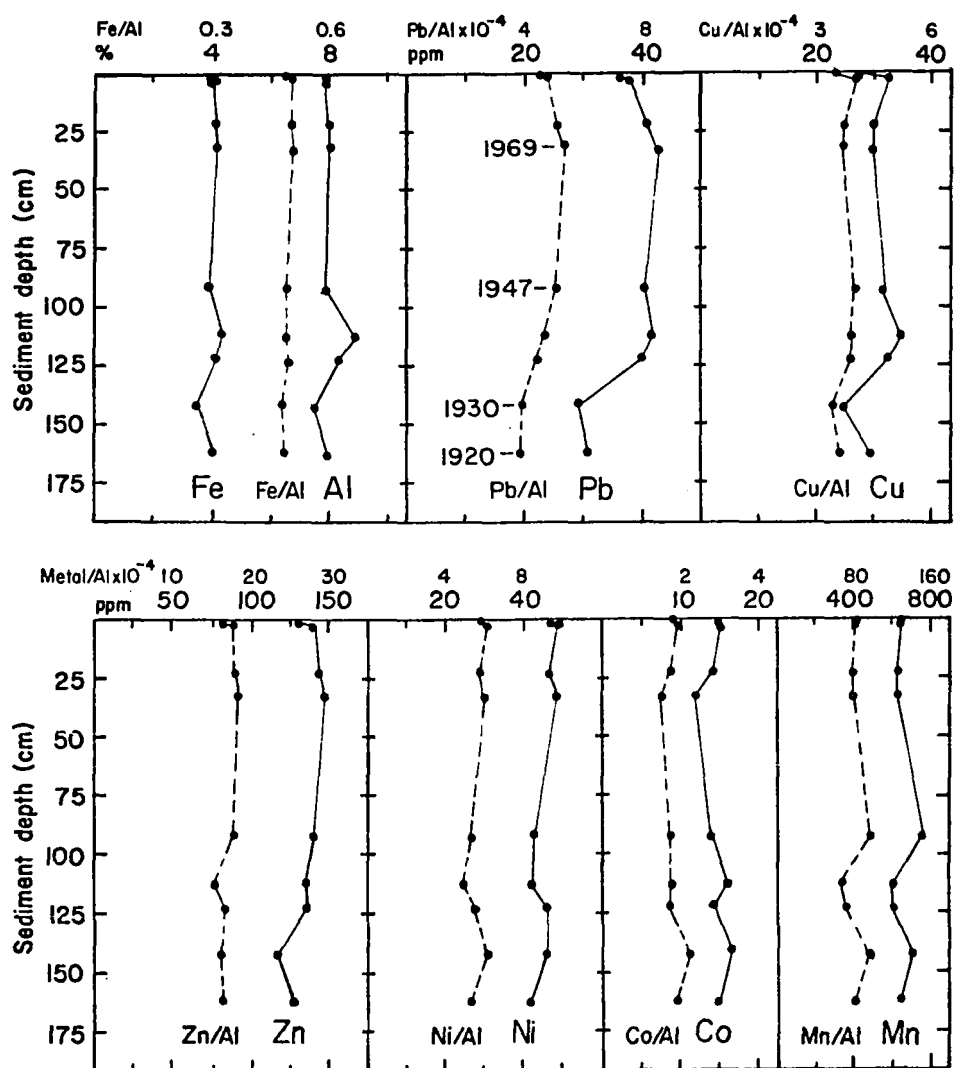 Fe/Al 0.3 0.6 Pb/Al x10-4 4 8 Cu/Al x10-4 3 6
% 4 8 ppm 20 40 20 40
25
50
75
100
125
150
175
Sediment depth (cm)
1969
1947
1930
1920
Fe Fe/Al Al Pb/Al Pb Cu/Al Cu
Metal/Al x10-4 10 20 30 4 8 2 4 80 160
ppm 50 100 150 20 40 10 20 400 800
25
50
75
100
125
150
175
Sediment depth (cm)
Zn/Al Zn Ni/Al Ni Co/Al Co Mn/Al Mn